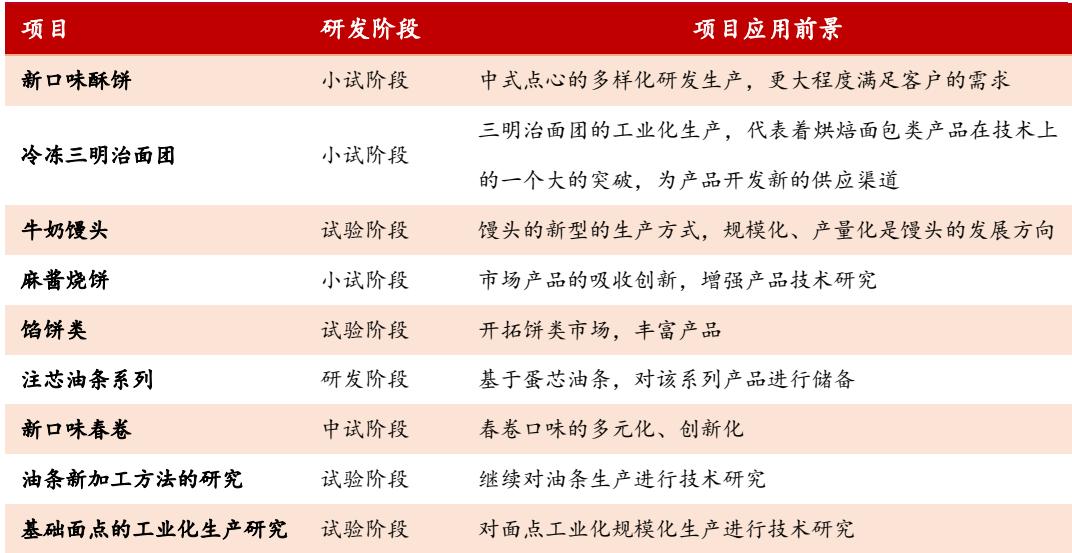 项目 研发阶段 项目应用前景
新口味酥饼 小试阶段 中式点心的多样化研发生产，更大程度满足客户的需求
冷冻三明治面团 小试阶段 三明治面团的工业化生产，代表着烘焙面包类产品在技术上
的一个大的突破，为产品开发新的供应渠道
牛奶馒头 试验阶段 馒头的新型的生产方式，规模化、产量化是馒头的发展方向
麻酱烧饼 小试阶段 市场产品的吸收创新，增强产品技术研究
馅饼类 试验阶段 开拓饼类市场，丰富产品
注芯油条系列 研发阶段 基于蛋芯油条，对该系列产品进行储备
新口味春卷 中试阶段 春卷口味的多元化、创新化
油条新加工方法的研究 试验阶段 继续对油条生产进行技术研究
基础面点的工业化生产研究 试验阶段 对面点工业化规模化生产进行技术研究